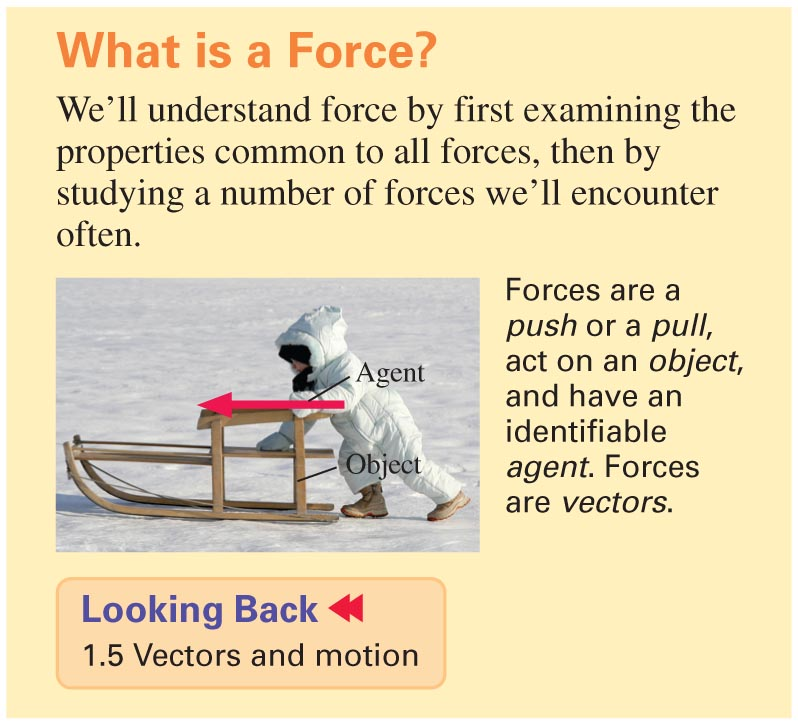 What is a Force?
We’ll understand force by first examining the
properties common to all forces, then by
studying a number of forces we’ll encounter
often.
Agent
Object
Forces are a
push or a pull,
act on an object,
and have an
identifiable
agent. Forces
are vectors.
Looking Back
1.5 Vectors and motion